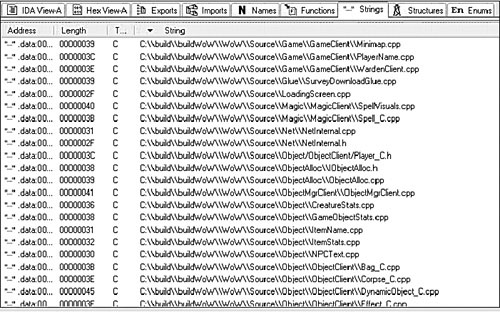 IDA View-A Hex View-A Exports Imports N Names Functions "..." Strings Structures En Enums
Address Length T... String
"..." .data:00... 00000039 C C:\\build\\buildWoW\\WoW\\Source\\Game\\GameClient\\Minimap.cpp
"..." .data:00... 0000003C C C:\\build\\buildWoW\\WoW\\Source\\Game\\GameClient\\PlayerName.cpp
"..." .data:00... 0000003E C C:\\build\\buildWoW\\WoW\\Source\\Game\\GameClient\\WardenClient.cpp
"..." .data:00... 00000039 C C:\\build\\buildWoW\\WoW\\Source\\Glue\\SurveyDownloadGlue.cpp
"..." .data:00... 0000002F C C:\\build\\buildWoW\\WoW\\Source\\LoadingScreen.cpp
"..." .data:00... 00000040 C C:\\build\\buildWoW\\WoW\\Source\\Magic\\MagicClient\\SpellVisuals.cpp
"..." .data:00... 0000003B C C:\\build\\buildWoW\\WoW\\Source\\Magic\\MagicClient\\Spell_C.cpp
"..." .data:00... 00000031 C C:\\build\\buildWoW\\WoW\\Source\\Net\\NetInternal.cpp
"..." .data:00... 0000002F C C:\\build\\buildWoW\\WoW\\Source\\Net\\NetInternal.h
"..." .data:00... 0000003C C C:\\build\\buildWoW\\WoW\\Source\\Object/ObjectClient/Player_C.h
"..." .data:00... 00000038 C C:\\build\\buildWoW\\WoW\\Source\\ObjectAlloc\\IObjectAlloc.h
"..." .data:00... 00000039 C C:\\build\\buildWoW\\WoW\\Source\\ObjectAlloc\\ObjectAlloc.cpp
"..." .data:00... 00000041 C C:\\build\\buildWoW\\WoW\\Source\\ObjectMgrClient\\ObjectMgrClient.cpp
"..." .data:00... 00000036 C C:\\build\\buildWoW\\WoW\\Source\\Object\\CreatureStats.cpp
"..." .data:00... 00000038 C C:\\build\\buildWoW\\WoW\\Source\\Object\\GameObjectStats.cpp
"..." .data:00... 00000031 C C:\\build\\buildWoW\\WoW\\Source\\Object\\ItemName.cpp
"..." .data:00... 00000032 C C:\\build\\buildWoW\\WoW\\Source\\Object\\ItemStats.cpp
"..." .data:00... 00000030 C C:\\build\\buildWoW\\WoW\\Source\\Object\\NPCText.cpp
"..." .data:00... 0000003B C C:\\build\\buildWoW\\WoW\\Source\\Object\\ObjectClient\\Bag_C.cpp
"..." .data:00... 0000003E C C:\\build\\buildWoW\\WoW\\Source\\Object\\ObjectClient\\Corpse_C.cpp
"..." .data:00... 00000045 C C:\\build\\buildWoW\\WoW\\Source\\Object\\ObjectClient\\DynamicObject_C.cpp
"..." .data:00... 0000003E C C:\\build\\buildWoW\\WoW\\Source\\Object\\ObjectClient\\Effect_C.cpp